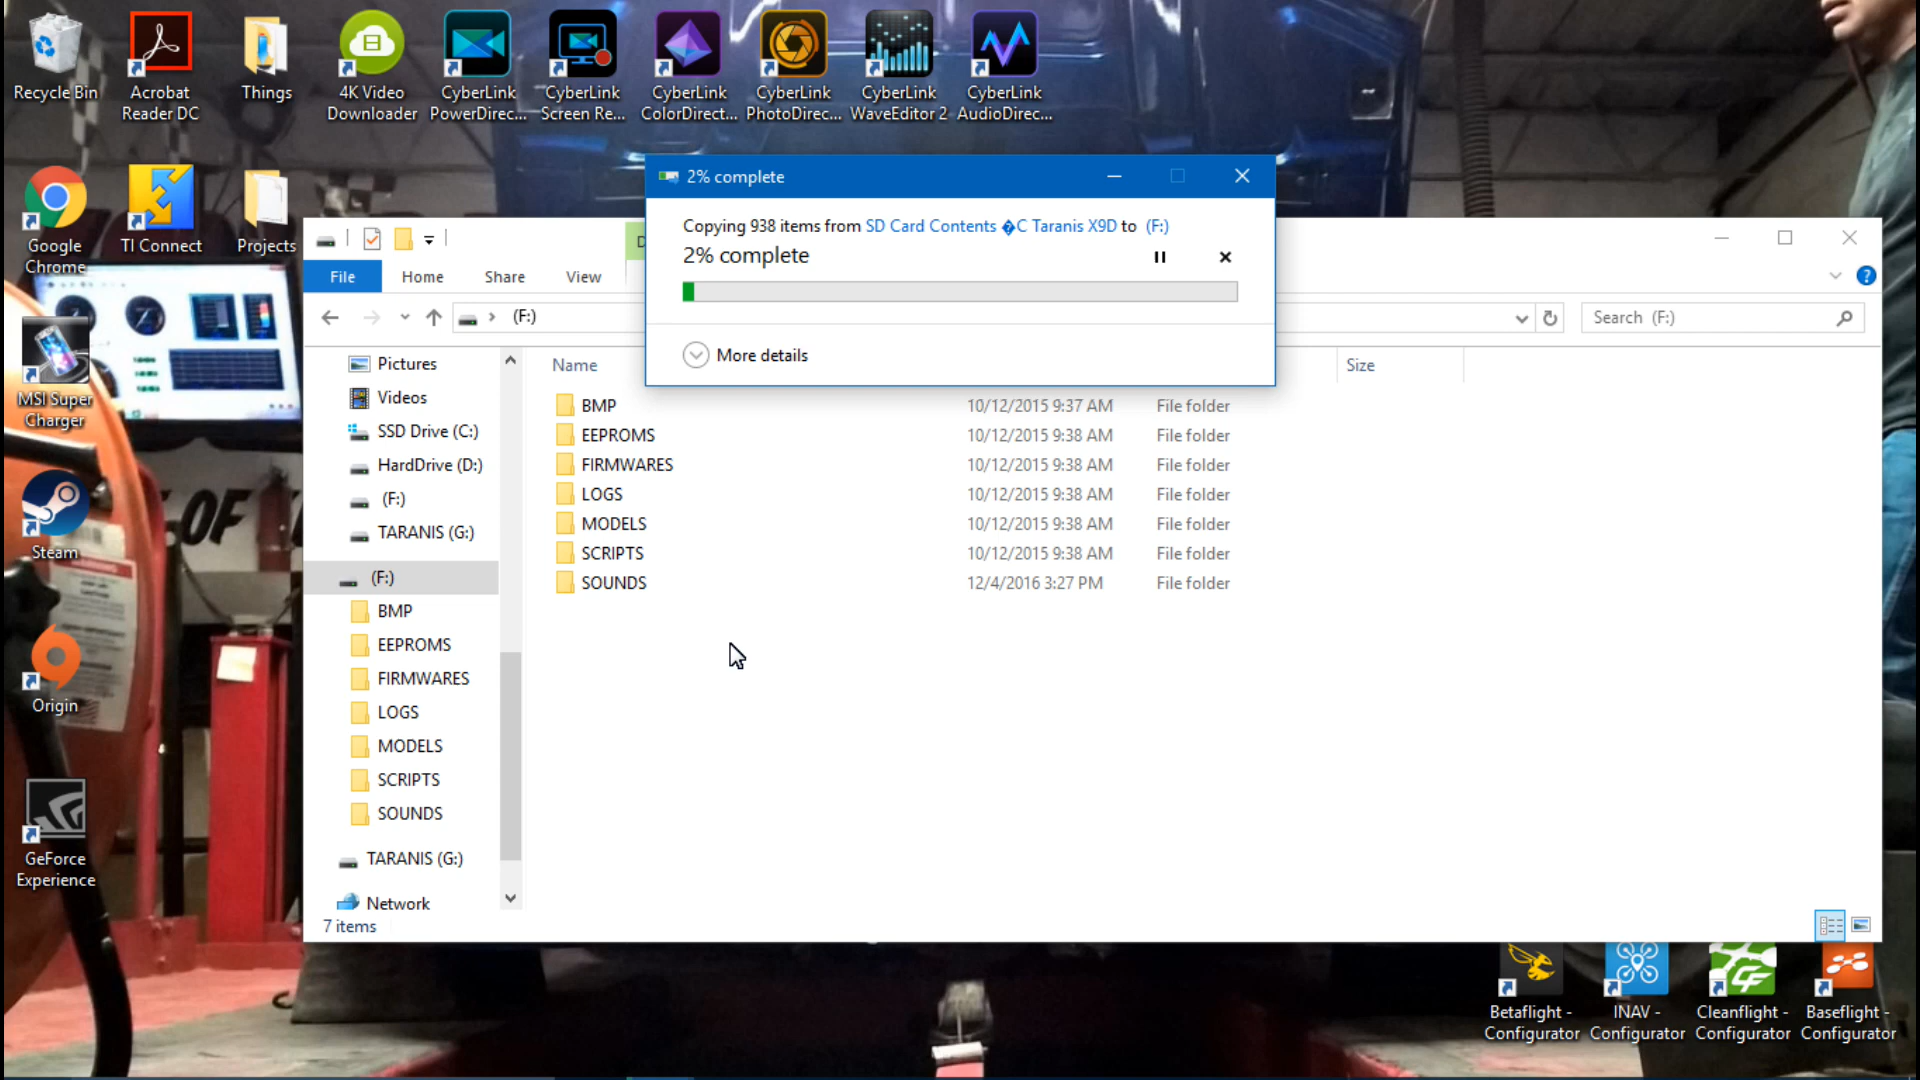 Recycle Bin
Acrobat
Reader DC
Things
4K Video
Downloader
CyberLink
PowerDirec...
CyberLink
Screen Re...
CyberLink
ColorDirect...
CyberLink
PhotoDirec...
CyberLink
WaveEditor 2
CyberLink
AudioDirec...
Google
Chrome
TI Connect
Projects
MSI Super
Charger
Steam
Origin
GeForce
Experience
2% complete
Copying 938 items from SD Card Contents �C Taranis X9D to (F:)
2% complete
More details
D
File Home Share View
(F:)
Search (F:)
Pictures
Videos
SSD Drive (C:)
HardDrive (D:)
(F:)
TARANIS (G:)
(F:)
BMP
EEPROMS
FIRMWARES
LOGS
MODELS
SCRIPTS
SOUNDS
TARANIS (G:)
Network
7 items
Name Size
BMP 10/12/2015 9:37 AM File folder
EEPROMS 10/12/2015 9:38 AM File folder
FIRMWARES 10/12/2015 9:38 AM File folder
LOGS 10/12/2015 9:38 AM File folder
MODELS 10/12/2015 9:38 AM File folder
SCRIPTS 10/12/2015 9:38 AM File folder
SOUNDS 12/4/2016 3:27 PM File folder
OF
Betaflight -
Configurator
INAV -
Configurator
Cleanflight -
Configurator
Baseflight -
Configurator